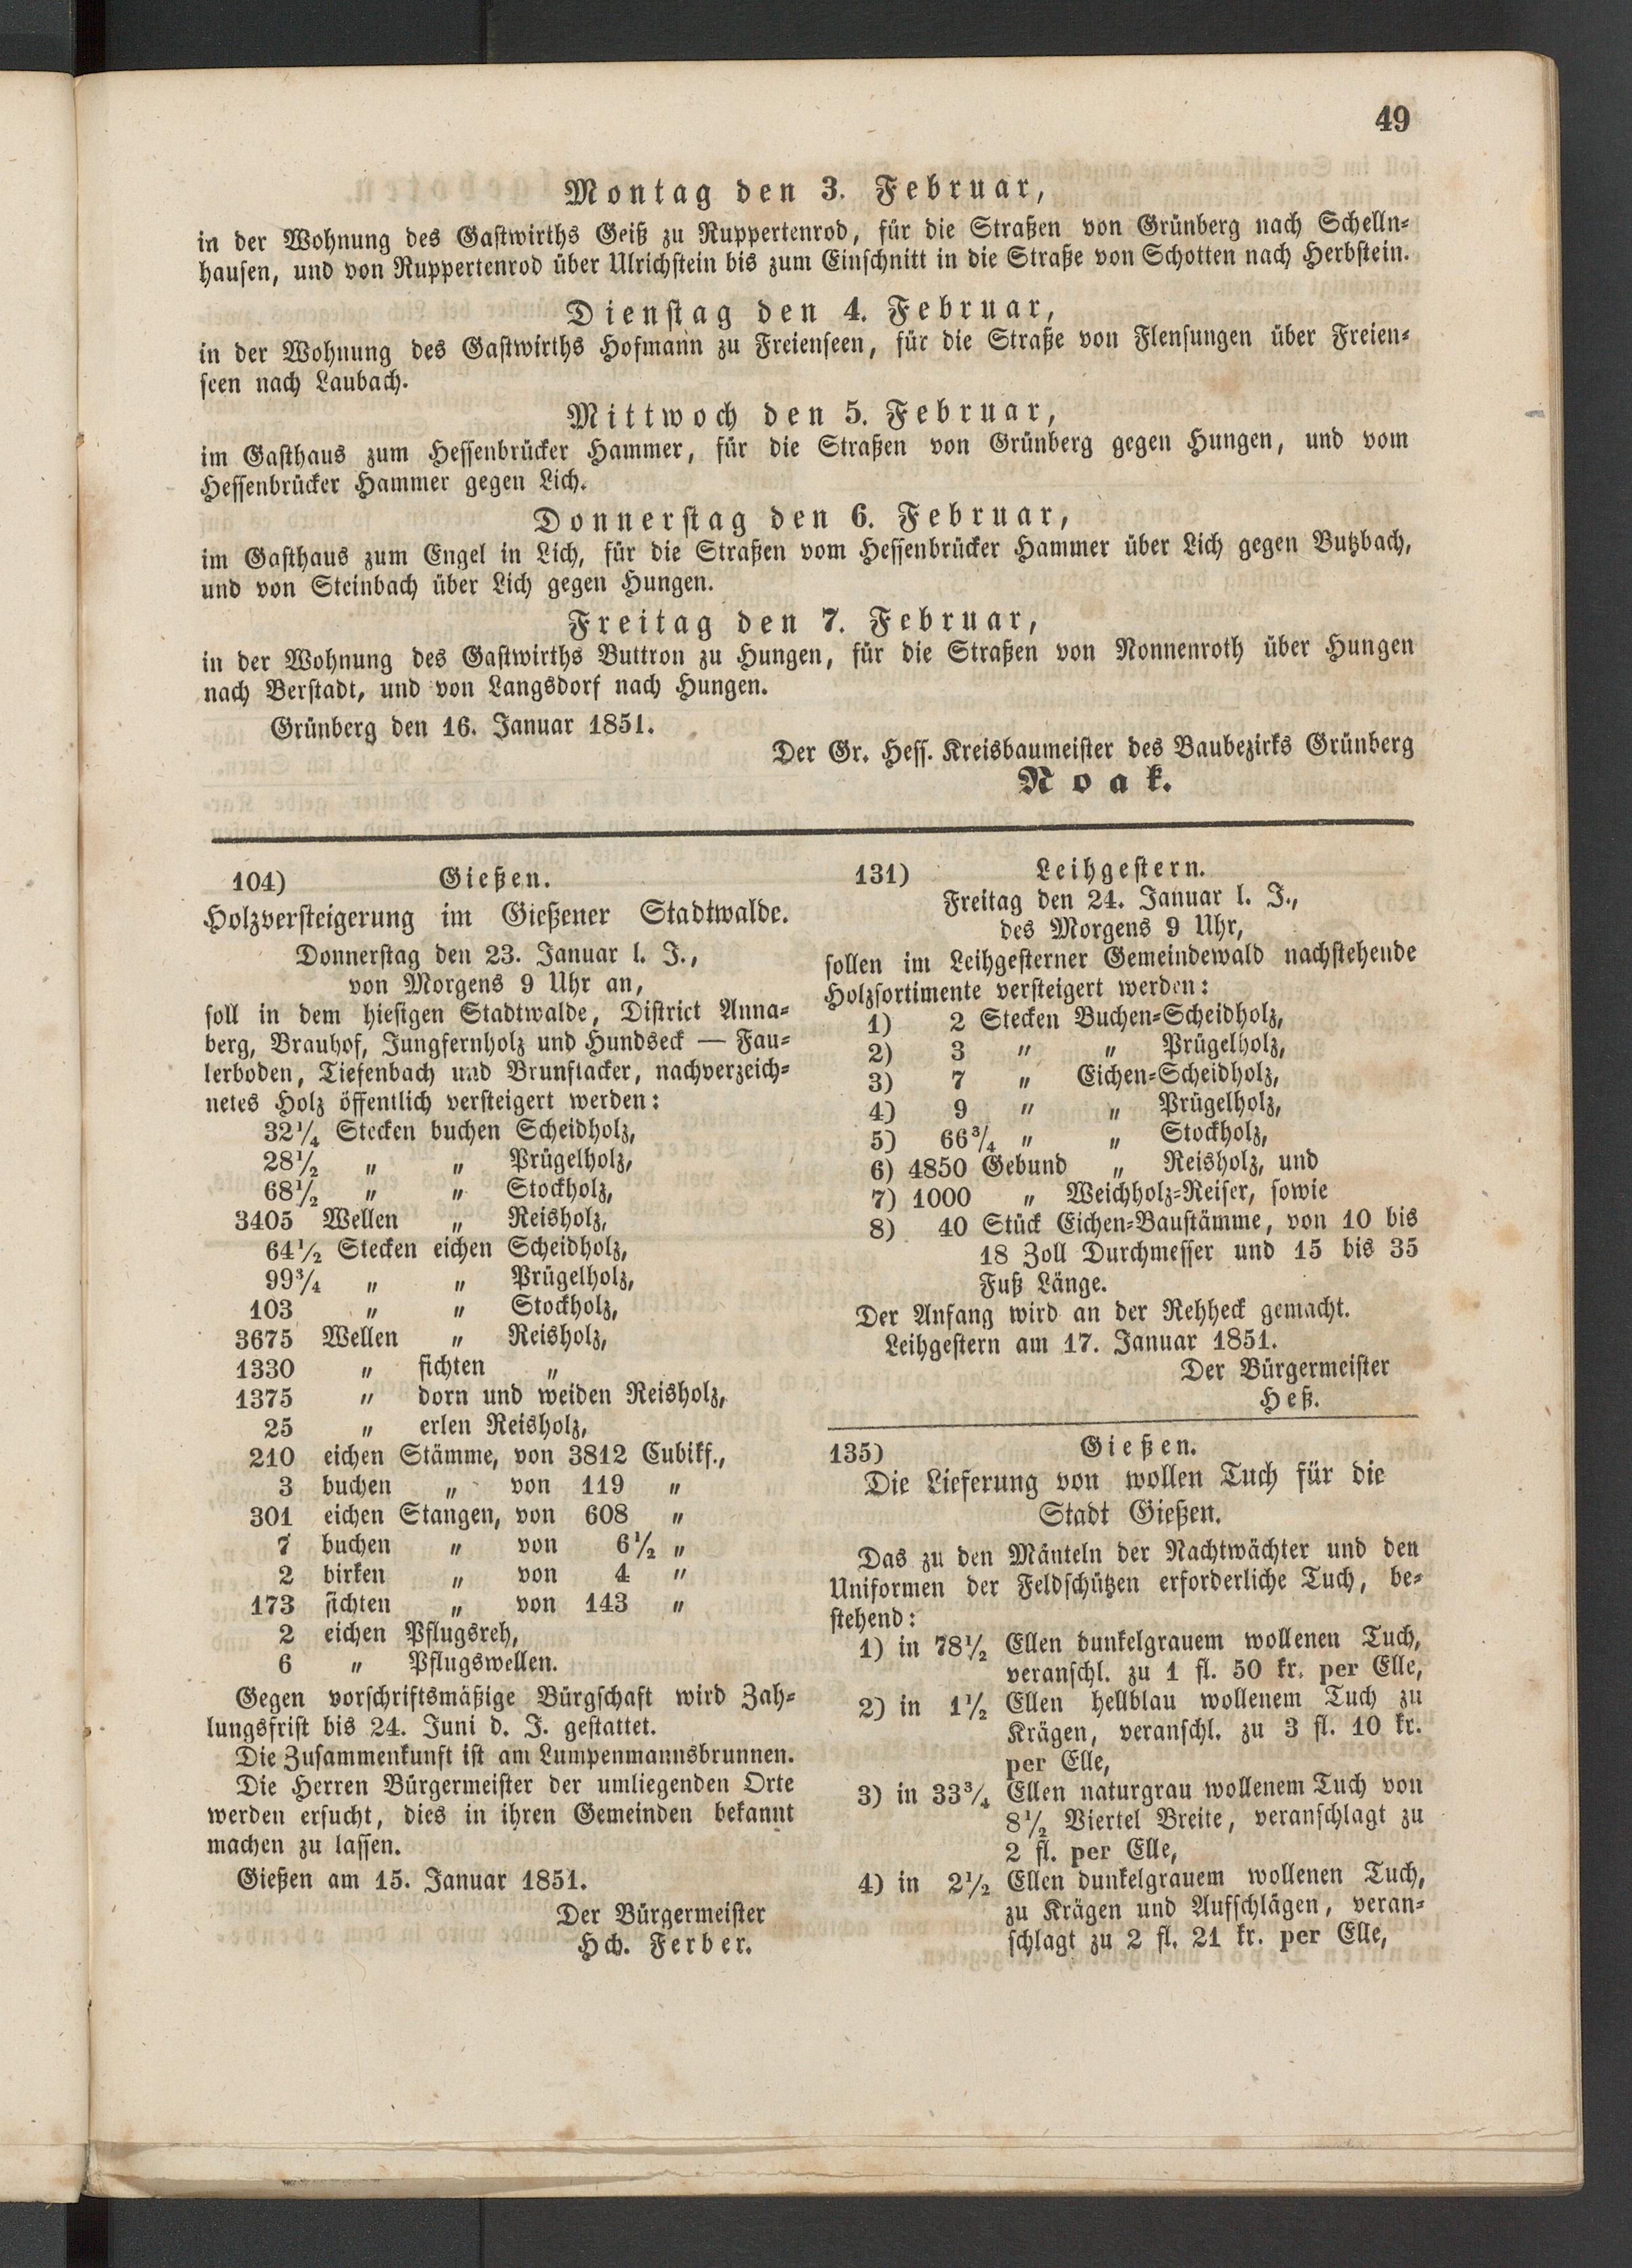 49
Montag den 3. Februar,
in der Wohnung des Gastwirths Geiß zu Ruppertenrod, für die Straßen von Grünberg nach Schelln-
hausen, und von Ruppertenrod über Ulrichstein bis zum Einschnitt in die Straße von Schotten nach Herbstein.
Dienstag den 4. Februar,
in der Wohnung des Gastwirths Hofmann zu Freienseen, für die Straße von Flensungen über Freien-
seen nach Laubach.
Mittwoch den 5. Februar,
im Gasthaus zum Hessenbrücker Hammer, für die Straßen von Grünberg gegen Hungen, und vom
Hessenbrücker Hammer gegen Lich.
Donnerstag den 6. Februar,
im Gasthaus zum Engel in Lich, für die Straßen vom Hessenbrücker Hammer über Lich gegen Butzbach,
und von Steinbach über Lich gegen Hungen.
Freitag den 7. Februar,
in der Wohnung des Gastwirths Buttron zu Hungen, für die Straßen von Nonnenroth über Hungen
nach Berstadt, und von Langsdorf nach Hungen.
Grünberg den 16. Januar 1851.
Der Gr. Hess. Kreisbaumeister des Baubezirks Grünberg
Noak.
104) Gießen.
Holzversteigerung im Gießener Stadtwalde.
Donnerstag den 23. Januar l. J.,
von Morgens 9 Uhr an,
soll in dem hiesigen Stadtwalde, District Anna-
berg, Brauhof, Jungfernholz und Hundseck — Fau-
lerboden, Tiefenbach und Brunstacker, nachverzeich-
netes Holz öffentlich versteigert werden:
32 1/4 Stecken buchen Scheidholz,
28 1/2 „ „ Prügelholz,
68 1/2 „ „ Stockholz,
3405 Wellen „ Reisholz,
64 1/2 Stecken eichen Scheidholz,
99 3/4 „ „ Prügelholz,
103 „ „ Stockholz,
3675 Wellen „ Reisholz,
1330 „ fichten „
1375 „ dorn und weiden Reisholz,
25 „ erlen Reisholz,
210 eichen Stämme, von 3812 Cubikf.,
3 buchen „ von 119 „
301 eichen Stangen, von 608 „
7 buchen „ von 6 1/2 „
2 birken „ von 4 „
173 fichten „ von 143 „
2 eichen Pflugsreh,
6 „ Pflugswellen.
Gegen vorschriftsmäßige Bürgschaft wird Zah-
lungsfrist bis 24. Juni d. J. gestattet.
Die Zusammenkunft ist am Lumpenmannsbrunnen.
Die Herren Bürgermeister der umliegenden Orte
werden ersucht, dies in ihren Gemeinden bekannt
machen zu lassen.
Gießen am 15. Januar 1851.
Der Bürgermeister
Hch. Ferber.
131) Leihgestern.
Freitag den 24. Januar l. J.,
des Morgens 9 Uhr,
sollen im Leihgesterner Gemeindewald nachstehende
Holzsortimente versteigert werden:
1) 2 Stecken Buchen-Scheidholz,
2) 3 „ „ Prügelholz,
3) 7 „ Eichen-Scheidholz,
4) 9 „ „ Prügelholz,
5) 66 3/4 „ „ Stockholz,
6) 4850 Gebund „ Reisholz, und
7) 1000 „ Weichholz-Reiser, sowie
8) 40 Stück Eichen-Baustämme, von 10 bis
18 Zoll Durchmesser und 15 bis 35
Fuß Länge.
Der Anfang wird an der Rehheck gemacht.
Leihgestern am 17. Januar 1851.
Der Bürgermeister
Heß.
135) Gießen.
Die Lieferung von wollen Tuch für die
Stadt Gießen.
Das zu den Mänteln der Nachtwächter und den
Uniformen der Feldschützen erforderliche Tuch, be-
stehend:
1) in 78 1/2 Ellen dunkelgrauem wollenen Tuch,
veranschl. zu 1 fl. 50 kr. per Elle,
2) in 1 1/2 Ellen hellblau wollenem Tuch zu
Krägen, veranschl. zu 3 fl. 10 kr.
per Elle,
3) in 33 3/4 Ellen naturgrau wollenem Tuch von
8 1/2 Viertel Breite, veranschlagt zu
2 fl. per Elle,
4) in 2 1/2 Ellen dunkelgrauem wollenen Tuch,
zu Krägen und Aufschlägen, veran-
schlagt zu 2 fl. 21 kr. per Elle,